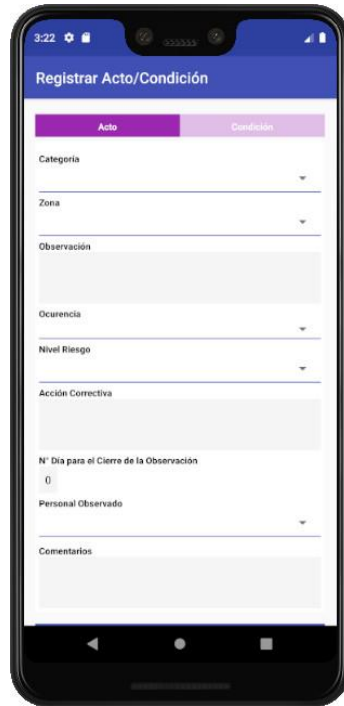 3:22
Registrar Acto/Condición
Acto Condición
Categoría
Zona
Observación
Ocurencia
Nivel Riesgo
Acción Correctiva
N° Día para el Cierre de la Observación
0
Personal Observado
Comentarios